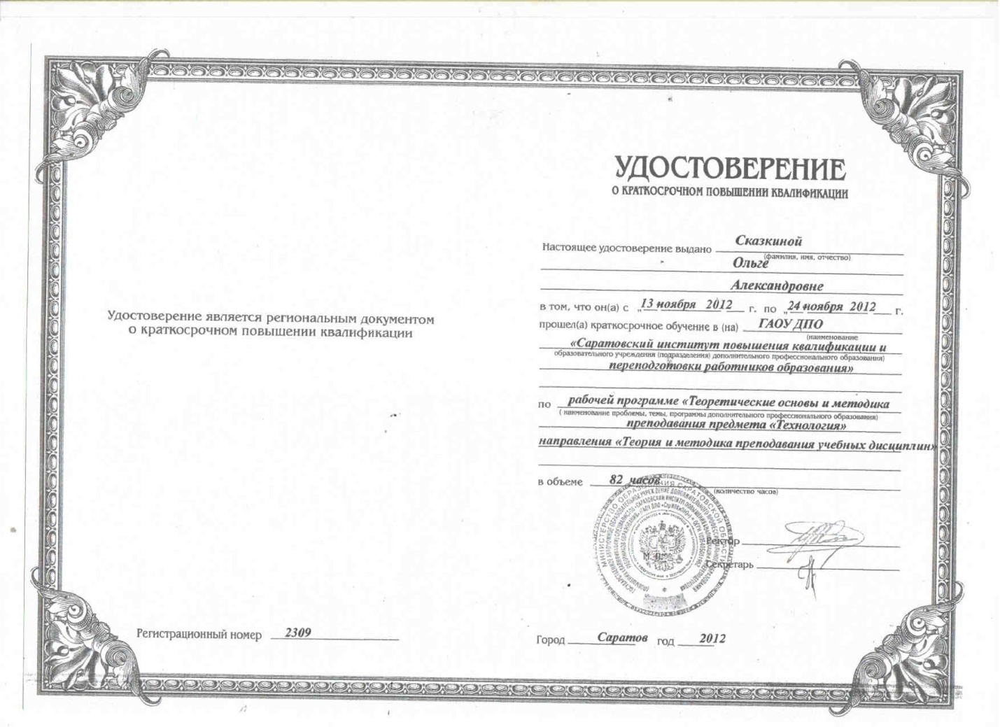 Удостоверение является региональным документом
о краткосрочном повышении квалификации
Регистрационный номер 2309
УДОСТОВЕРЕНИЕ
О КРАТКОСРОЧНОМ ПОВЫШЕНИИ КВАЛИФИКАЦИИ
Настоящее удостоверение выдано Сказкиной
(фамилия, имя, отчество)
Ольге
Александровне
в том, что он(а) с „13 ноября 2012 г. по „24 ноября 2012 г.
прошел(а) краткосрочное обучение в (на) ГАОУ ДПО
(наименование
«Саратовский институт повышения квалификации и
образовательного учреждения (подразделения) дополнительного профессионального образования)
переподготовки работников образования»
по рабочей программе «Теоретические основы и методика
( наименование проблемы, темы, программы дополнительного профессионального образования)
преподавания предмета «Технология»
направления «Теория и методика преподавания учебных дисциплин»
в объеме 82 часов
(количество часов)
МИНИСТЕРСТВО ОБРАЗОВАНИЯ САРАТОВСКОЙ ОБЛАСТИ
Ректор
М. П.
Секретарь
Город Саратов год 2012